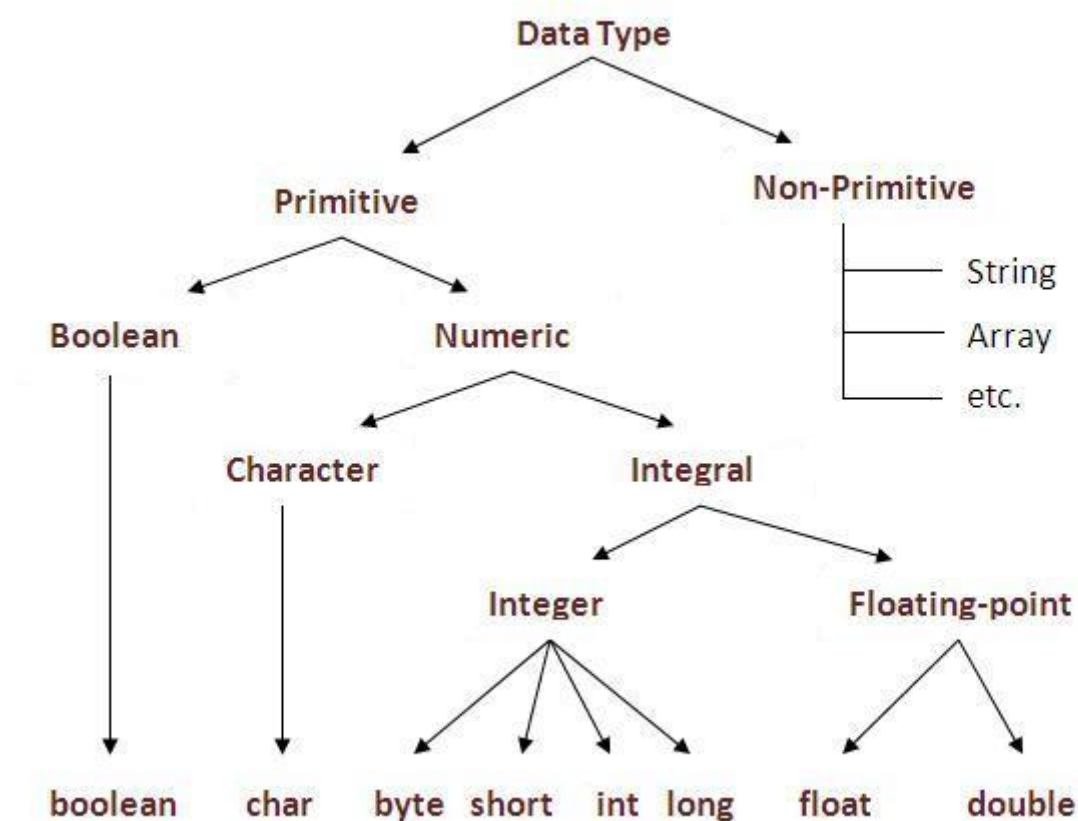 Data Type
Primitive
Non-Primitive
String
Array
etc.
Boolean
Numeric
Character
Integral
Integer
Floating-point
boolean
char
byte
short
int
long
float
double